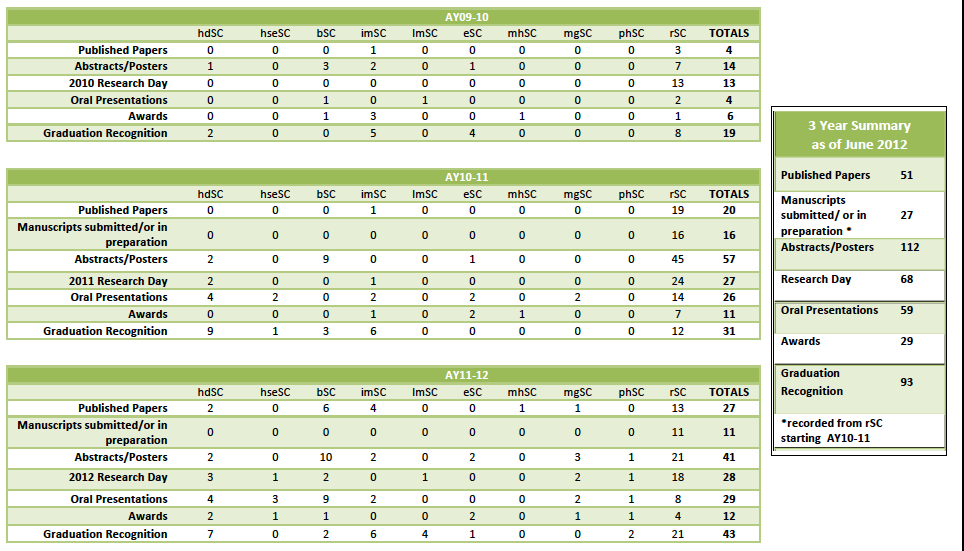 AY09-10
hdSC hseSC bSC imSC lmSC eSC mhSC mgSC phSC rSC TOTALS
Published Papers 0 0 0 1 0 0 0 0 0 3 4
Abstracts/Posters 1 0 3 2 0 1 0 0 0 7 14
2010 Research Day 0 0 0 0 0 0 0 0 0 13 13
Oral Presentations 0 0 1 0 1 0 0 0 0 2 4
Awards 0 0 1 3 0 0 1 0 0 1 6
Graduation Recognition 2 0 0 5 0 4 0 0 0 8 19
AY10-11
hdSC hseSC bSC imSC lmSC eSC mhSC mgSC phSC rSC TOTALS
Published Papers 0 0 0 1 0 0 0 0 0 19 20
Manuscripts submitted/or in
preparation 0 0 0 0 0 0 0 0 0 16 16
Abstracts/Posters 2 0 9 0 0 1 0 0 0 45 57
2011 Research Day 2 0 0 1 0 0 0 0 0 24 27
Oral Presentations 4 2 0 2 0 2 0 2 0 14 26
Awards 0 0 0 1 0 2 1 0 0 7 11
Graduation Recognition 9 1 3 6 0 0 0 0 0 12 31
AY11-12
hdSC hseSC bSC imSC lmSC eSC mhSC mgSC phSC rSC TOTALS
Published Papers 2 0 6 4 0 0 1 1 0 13 27
Manuscripts submitted/or in
preparation 0 0 0 0 0 0 0 0 0 11 11
Abstracts/Posters 2 0 10 2 0 2 0 3 1 21 41
2012 Research Day 3 1 2 0 1 0 0 2 1 18 28
Oral Presentations 4 3 9 2 0 0 0 2 1 8 29
Awards 2 1 1 0 0 2 0 1 1 4 12
Graduation Recognition 7 0 2 6 4 1 0 0 2 21 43
3 Year Summary
as of June 2012
Published Papers 51
Manuscripts
submitted/ or in 27
preparation *
Abstracts/Posters 112
Research Day 68
Oral Presentations 59
Awards 29
Graduation
Recognition 93
*recorded from rSC
starting AY10-11